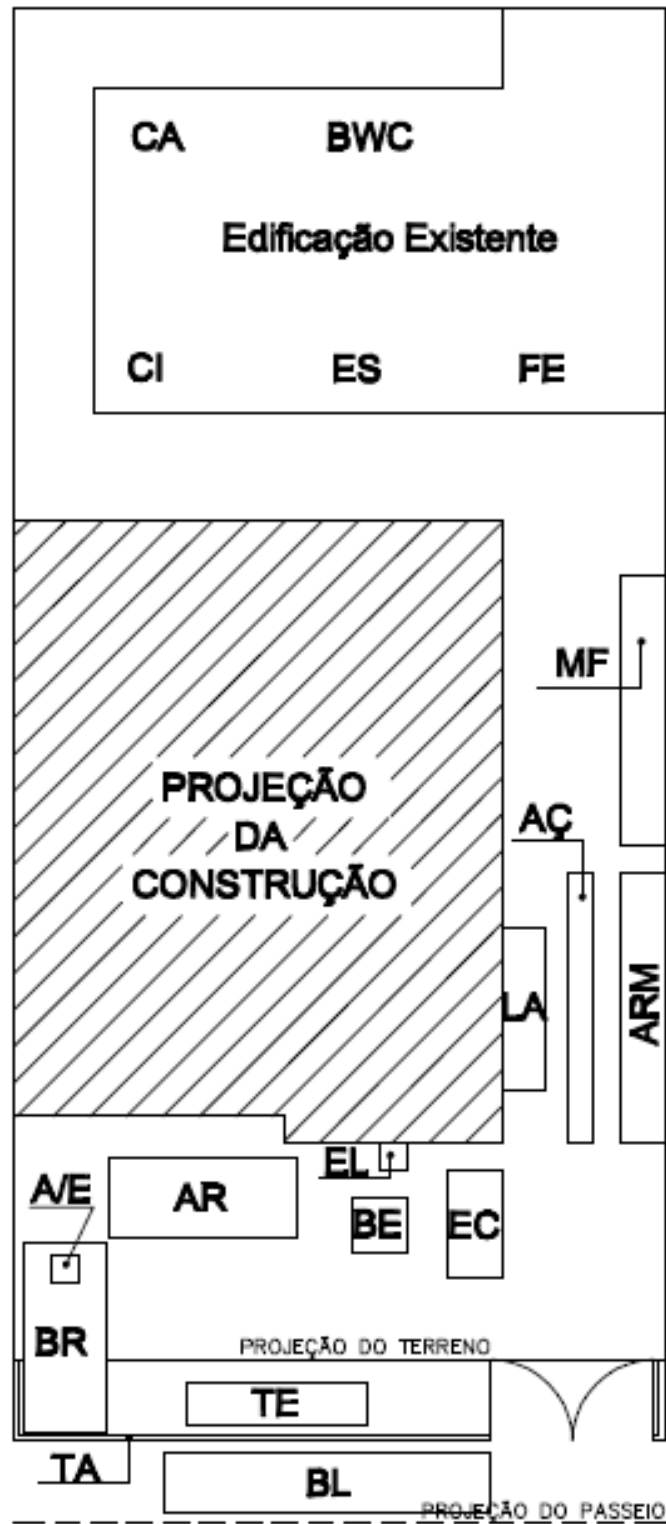 CA BWC
Edificação Existente
CI ES FE
MF
PROJEÇÃO
DA
CONSTRUÇÃO
AÇ
LA
ARM
EL
A/E
AR
BE
EC
BR
PROJEÇÃO DO TERRENO
TE
TA
BL
PROJEÇÃO DO PASSEIO